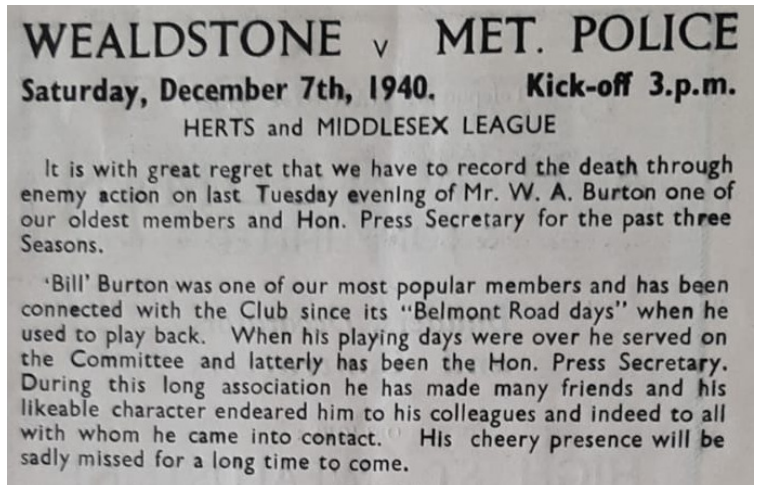 WEALDSTONE v MET. POLICE
Saturday, December 7th, 1940. Kick-off 3.p.m.
HERTS and MIDDLESEX LEAGUE
It is with great regret that we have to record the death through
enemy action on last Tuesday evening of Mr. W. A. Burton one of
our oldest members and Hon. Press Secretary for the past three
Seasons.
'Bill' Burton was one of our most popular members and has been
connected with the Club since its "Belmont Road days" when he
used to play back. When his playing days were over he served on
the Committee and latterly has been the Hon. Press Secretary.
During this long association he has made many friends and his
likeable character endeared him to his colleagues and indeed to all
with whom he came into contact. His cheery presence will be
sadly missed for a long time to come.